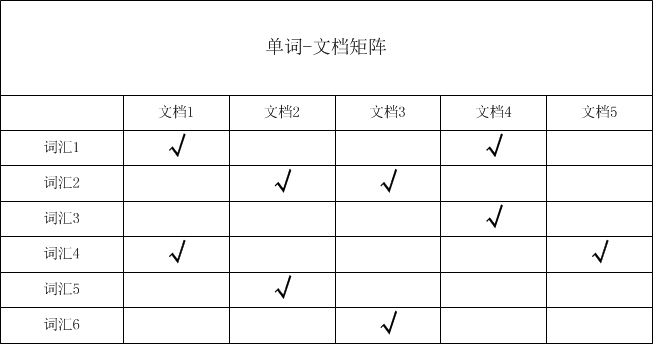 单词-文档矩阵
文档1 文档2 文档3 文档4 文档5
词汇1 √ √
词汇2 √ √
词汇3 √
词汇4 √ √
词汇5 √
词汇6 √